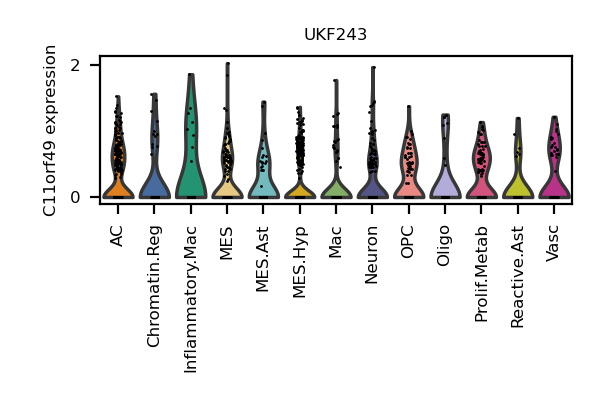 UKF243
C11orf49 expression
2
0
AC
Chromatin.Reg
Inflammatory.Mac
MES
MES.Ast
MES.Hyp
Mac
Neuron
OPC
Oligo
Prolif.Metab
Reactive.Ast
Vasc